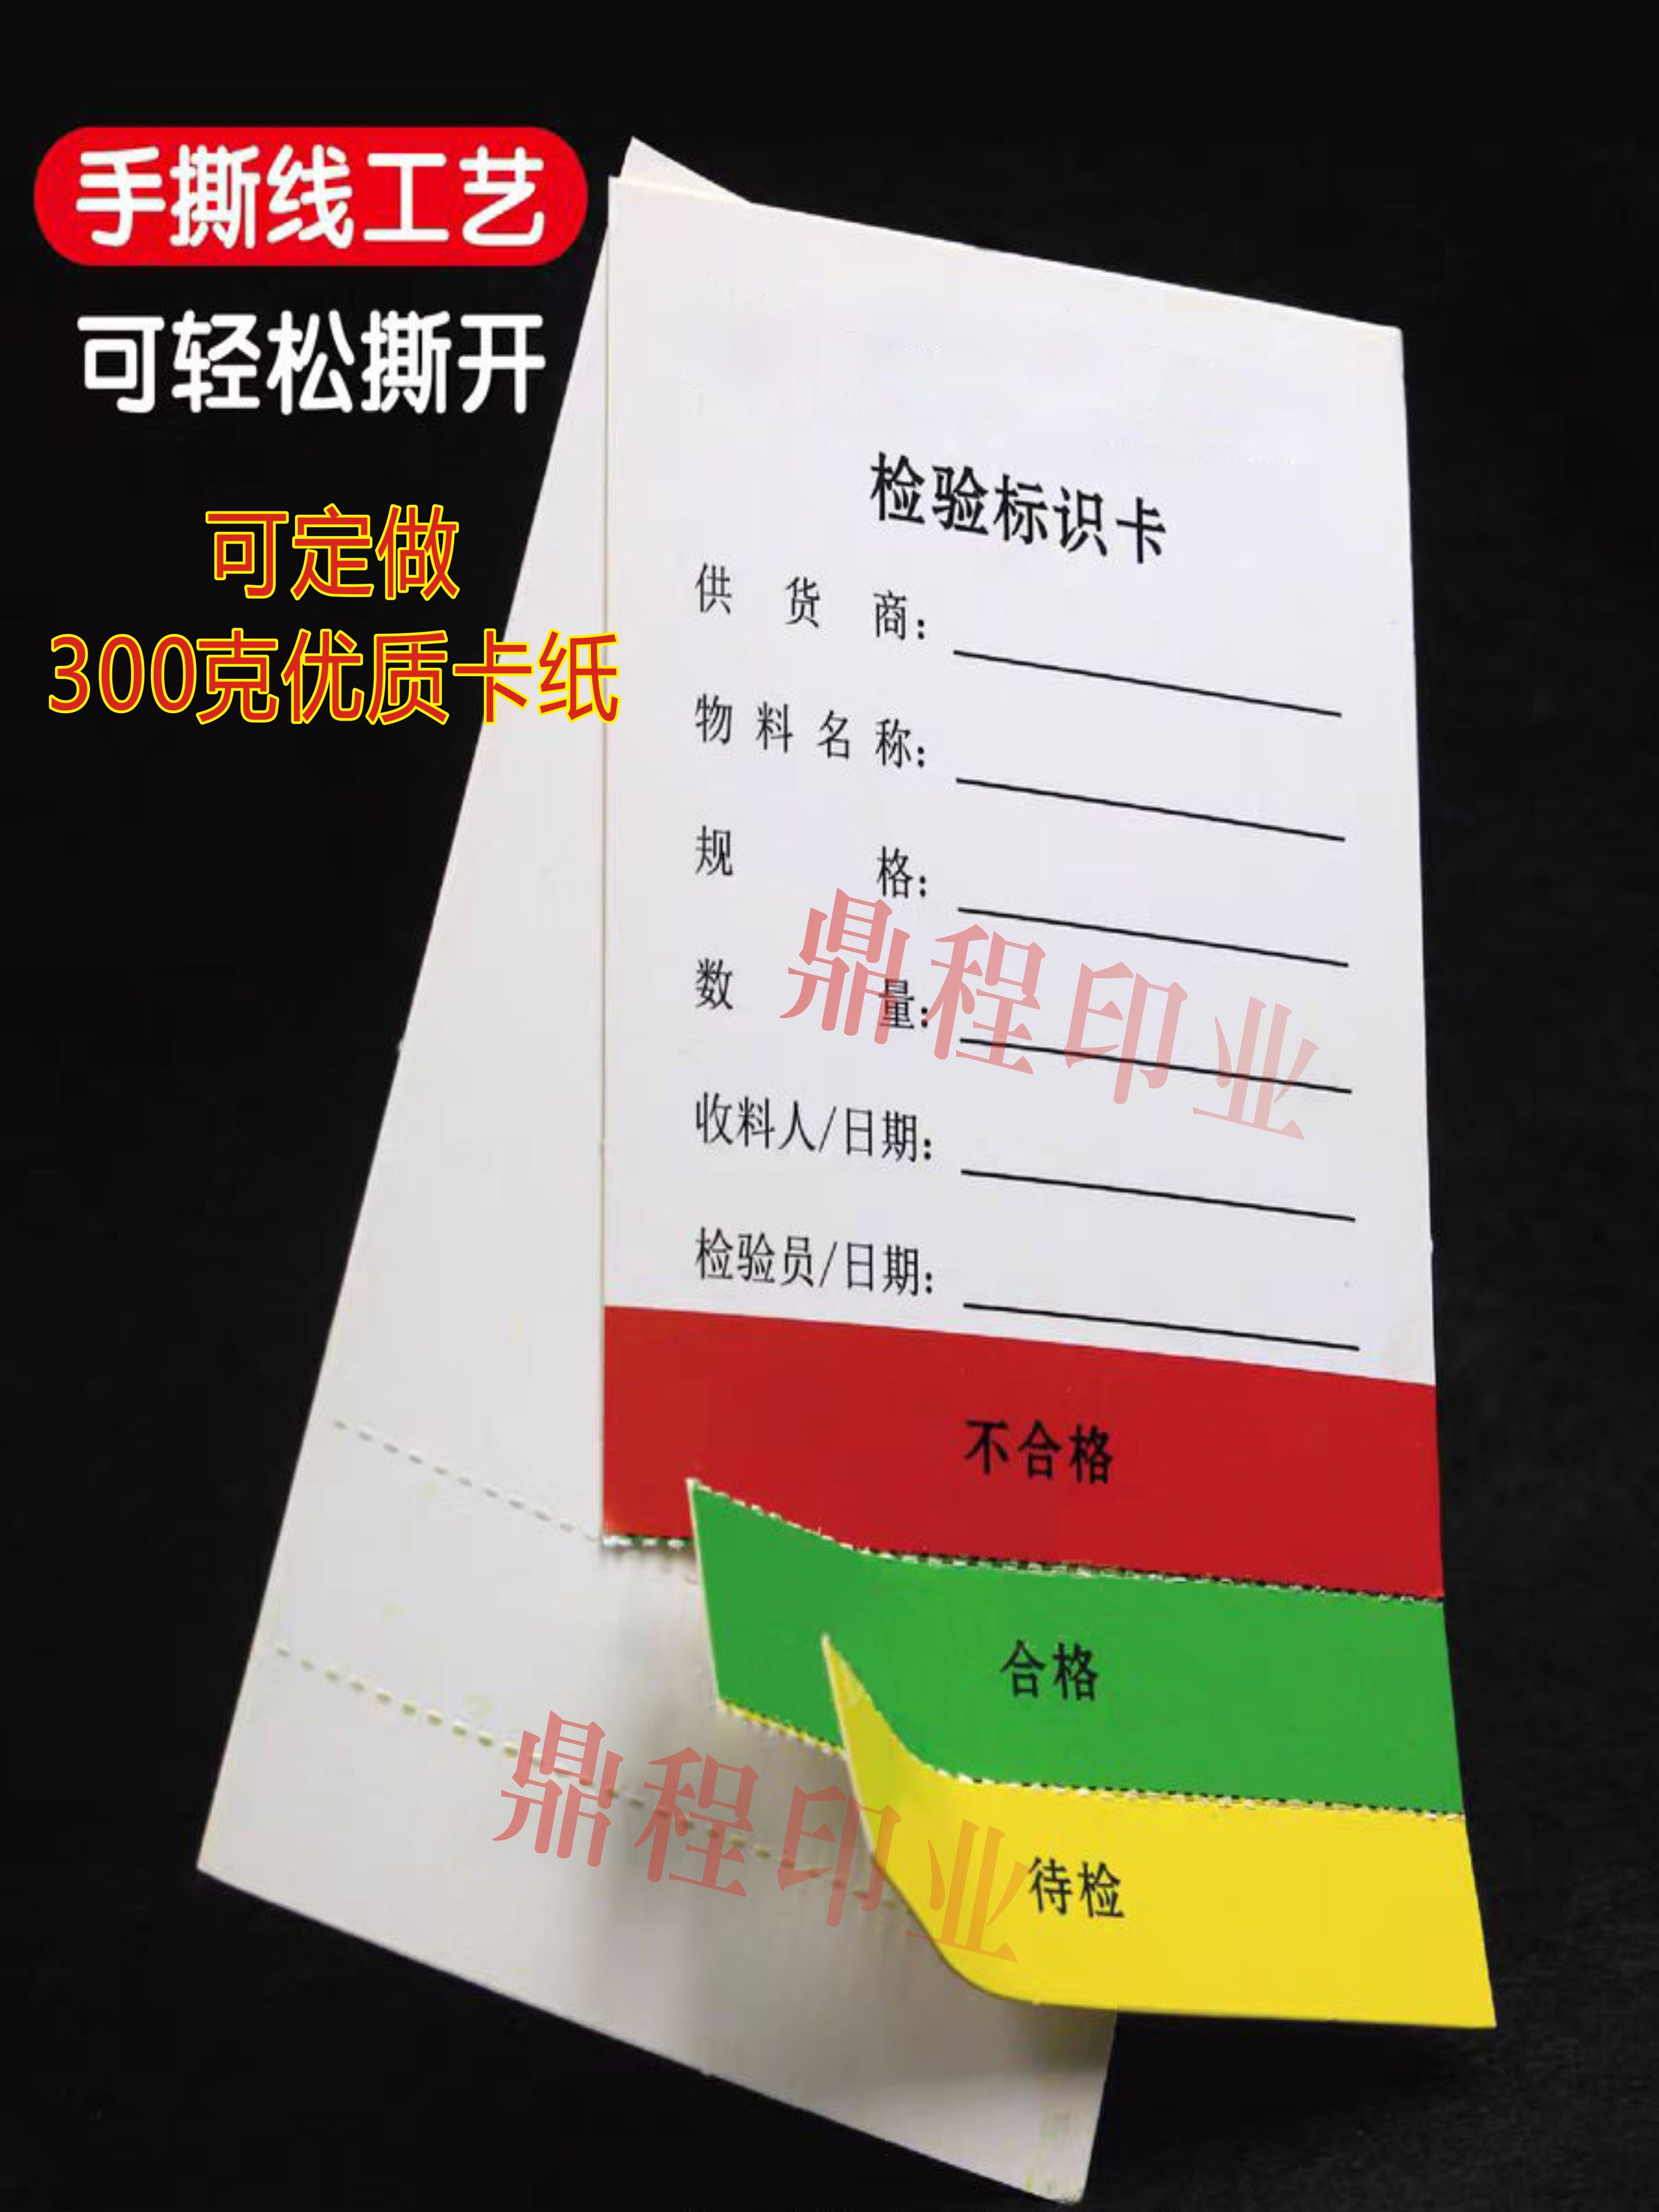 手撕线工艺
可轻松撕开
可定做
300克优质卡纸
检验标识卡
供货商：
物料名称：
规格：
数量：
收料人/日期：
检验员/日期：
鼎程印业
不合格
合格
待检
鼎程印业